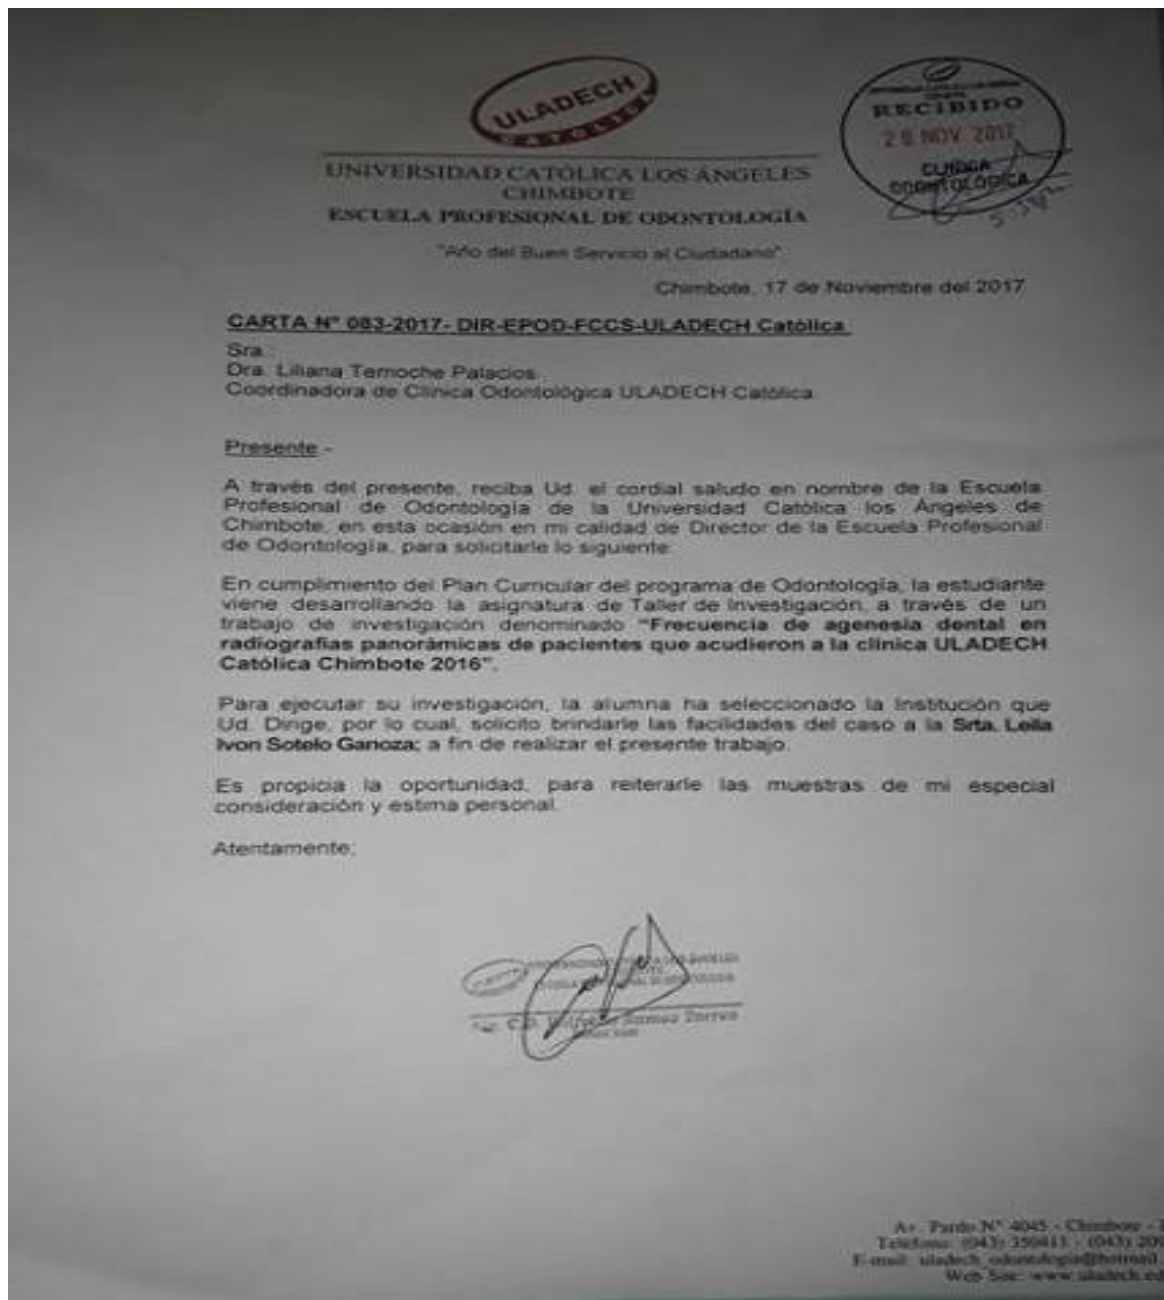 ULADECH
CATOLICA
RECIBIDO
NOV 2017
CLINICA
ODONTOLÓGICA
UNIVERSIDAD CATÓLICA LOS ÁNGELES
CHIMBOTE
ESCUELA PROFESIONAL DE ODONTOLOGÍA
"Año del Buen Servicio al Ciudadano"
Chimbote, 17 de Noviembre del 2017
CARTA N° 083-2017- DIR-EPOD-FCCS-ULADECH Católica.
Sra.:
Dra. Liliana Temoche Palacios
Coordinadora de Clínica Odontológica ULADECH Católica
Presente.-
A través del presente, reciba Ud. el cordial saludo en nombre de la Escuela
Profesional de Odontología de la Universidad Católica los Ángeles de
Chimbote, en esta ocasión en mi calidad de Director de la Escuela Profesional
de Odontología, para solicitarle lo siguiente:
En cumplimiento del Plan Curricular del programa de Odontología, la estudiante
viene desarrollando la asignatura de Taller de Investigación, a través de un
trabajo de investigación denominado "Frecuencia de agenesia dental en
radiografías panorámicas de pacientes que acudieron a la clínica ULADECH
Católica Chimbote 2016".
Para ejecutar su investigación, la alumna ha seleccionado la Institución que
Ud. Dirige, por lo cual, solicito brindarle las facilidades del caso a la Srta. Leila
Ivon Sotelo Ganoza; a fin de realizar el presente trabajo.
Es propicia la oportunidad, para reiterarle las muestras de mi especial
consideración y estima personal.
Atentamente;
C.D. Ramos Torres
Av. Pardo N° 4045 - Chimbote -
Teléfono: (043) 350411 - (043) 209
E-mail: uladech_odontologia@hotmail
Web Site: www.uladech.ed